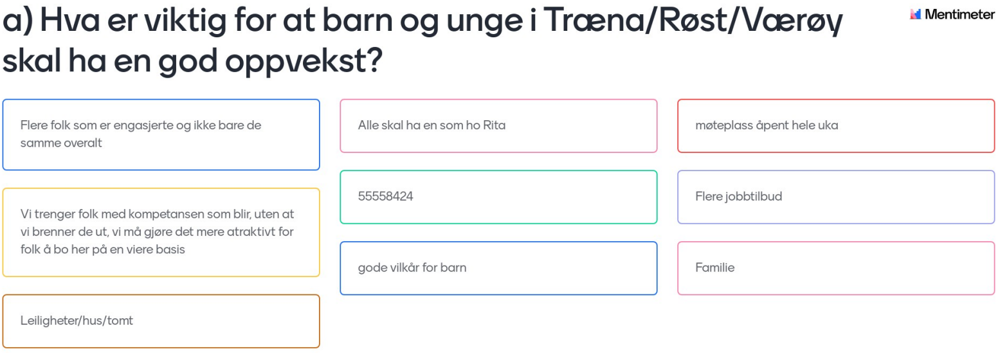 a) Hva er viktig for at barn og unge i Træna/Røst/Værøy
skal ha en god oppvekst?
Mentimeter
Flere folk som er engasjerte og ikke bare de
samme overalt
Vi trenger folk med kompetansen som blir, uten at
vi brenner de ut, vi må gjøre det mere atraktivt for
folk å bo her på en viere basis
Leiligheter/hus/tomt
Alle skal ha en som ho Rita
55558424
gode vilkår for barn
møteplass åpent hele uka
Flere jobbtilbud
Familie